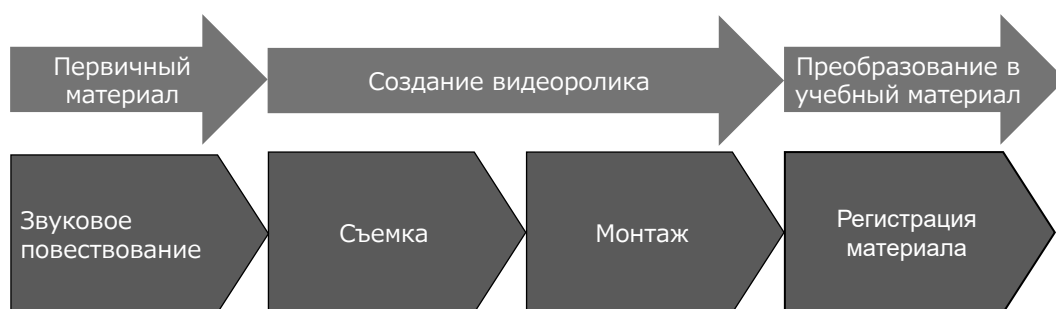 Первичный
материал
Создание видеоролика
Преобразование в
учебный материал
Звуковое
повествование
Съемка
Монтаж
Регистрация
материала